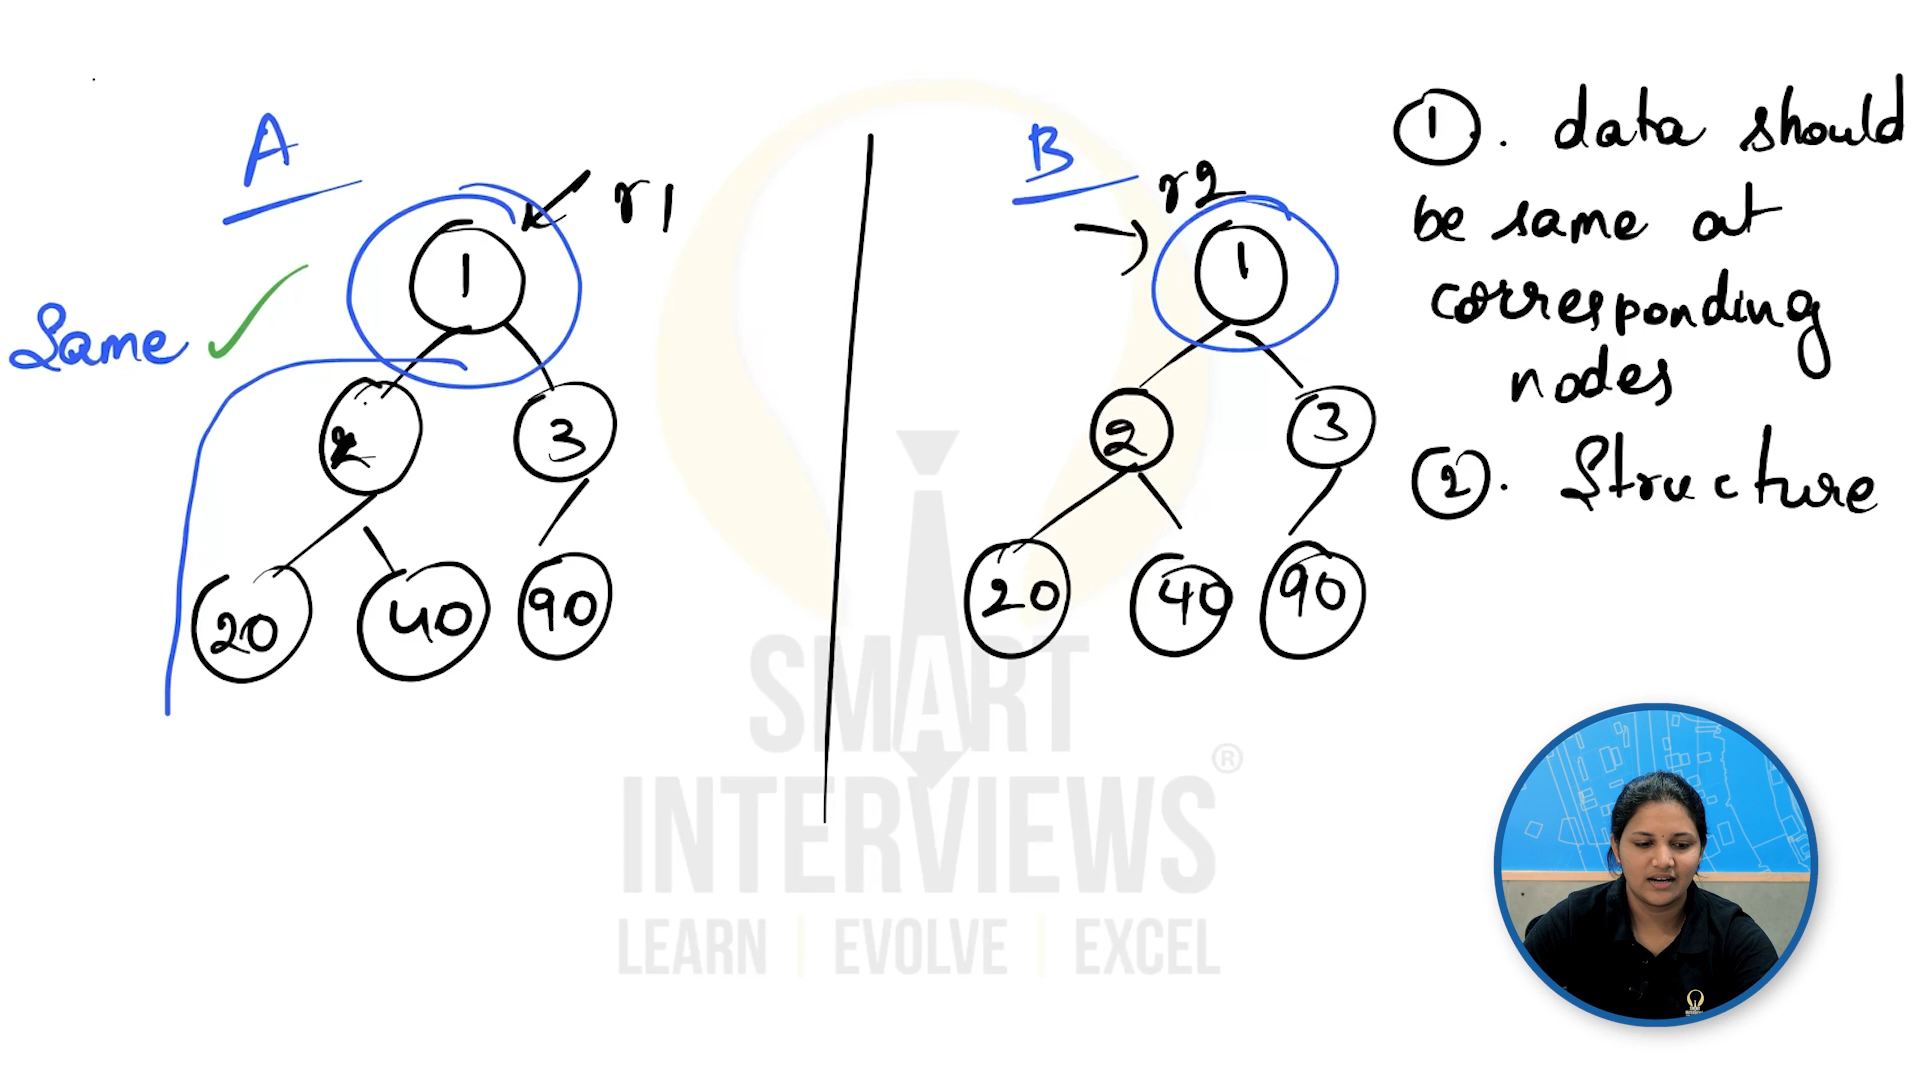 A
r1
1
Same
2
3
20
40
90
B
r2
1
2
3
20
40
90
1. data should
be same at
corresponding
nodes
2. Structure
SMART
INTERVIEWS®
LEARN | EVOLVE | EXCEL